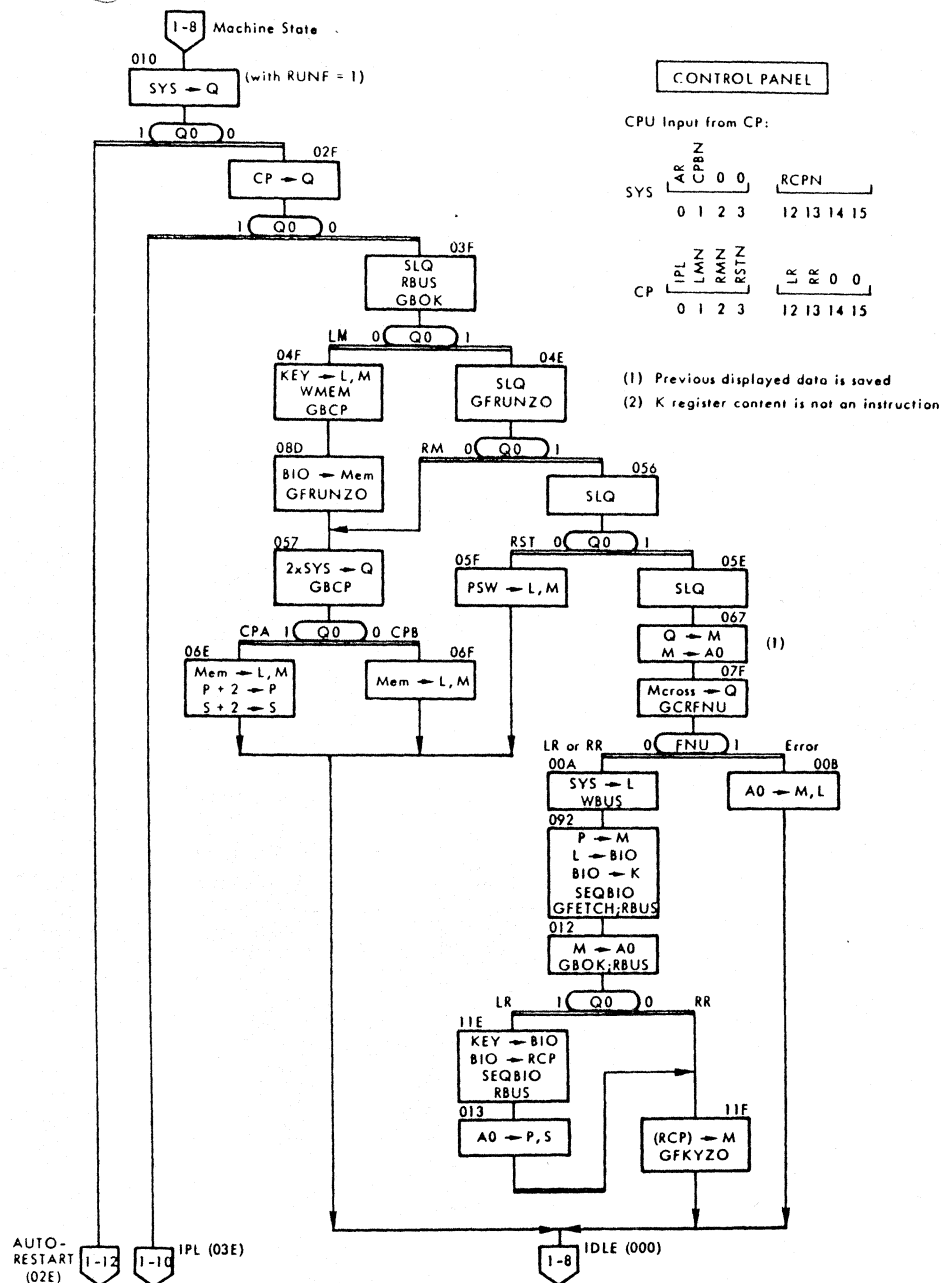 1-8 Machine State
010
SYS → Q
(with RUNF = 1)
1 Q0 0
02F
CP → Q
1 Q0 0
03F
SLQ
RBUS
GBOK
LM 0 Q0 1
04F
KEY → L, M
WMEM
GBCP
04E
SLQ
GFRUNZO
RM 0 Q0 1
08D
BIO → Mem
GFRUNZO
056
SLQ
RST 0 Q0 1
057
2xSYS → Q
GBCP
05F
PSW → L, M
05E
SLQ
067
Q → M
M → A0
(1)
07F
Mcross → Q
GCRFNU
CPA 1 Q0 0 CPB
06E
Mem → L, M
P + 2 → P
S + 2 → S
06F
Mem → L, M
LR or RR 0 FNU 1 Error
00A
SYS → L
WBUS
00B
A0 → M, L
092
P → M
L → BIO
BIO → K
SEQBIO
GFETCH;RBUS
012
M → A0
GBOK;RBUS
LR 1 Q0 0 RR
11E
KEY → BIO
BIO → RCP
SEQBIO
RBUS
013
A0 → P, S
11F
(RCP) → M
GFKYZO
AUTO-
RESTART
(02E)
1-12
1-10
IPL (03E)
1-8
IDLE (000)
CONTROL PANEL
CPU Input from CP:
SYS
AR CPBN 0 0 RCPN
0 1 2 3 12 13 14 15
CP
IPL LMN RMN RSTN LR RR 0 0
0 1 2 3 12 13 14 15
(1) Previous displayed data is saved
(2) K register content is not an instruction